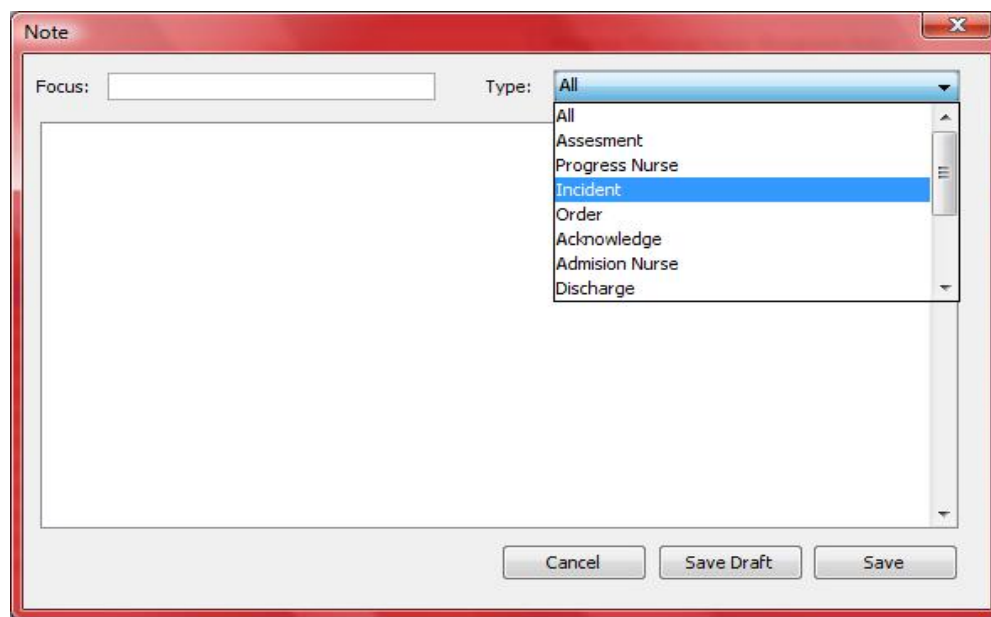 Note
Focus:
Type: All
All
Assesment
Progress Nurse
Incident
Order
Acknowledge
Admision Nurse
Discharge
Cancel Save Draft Save